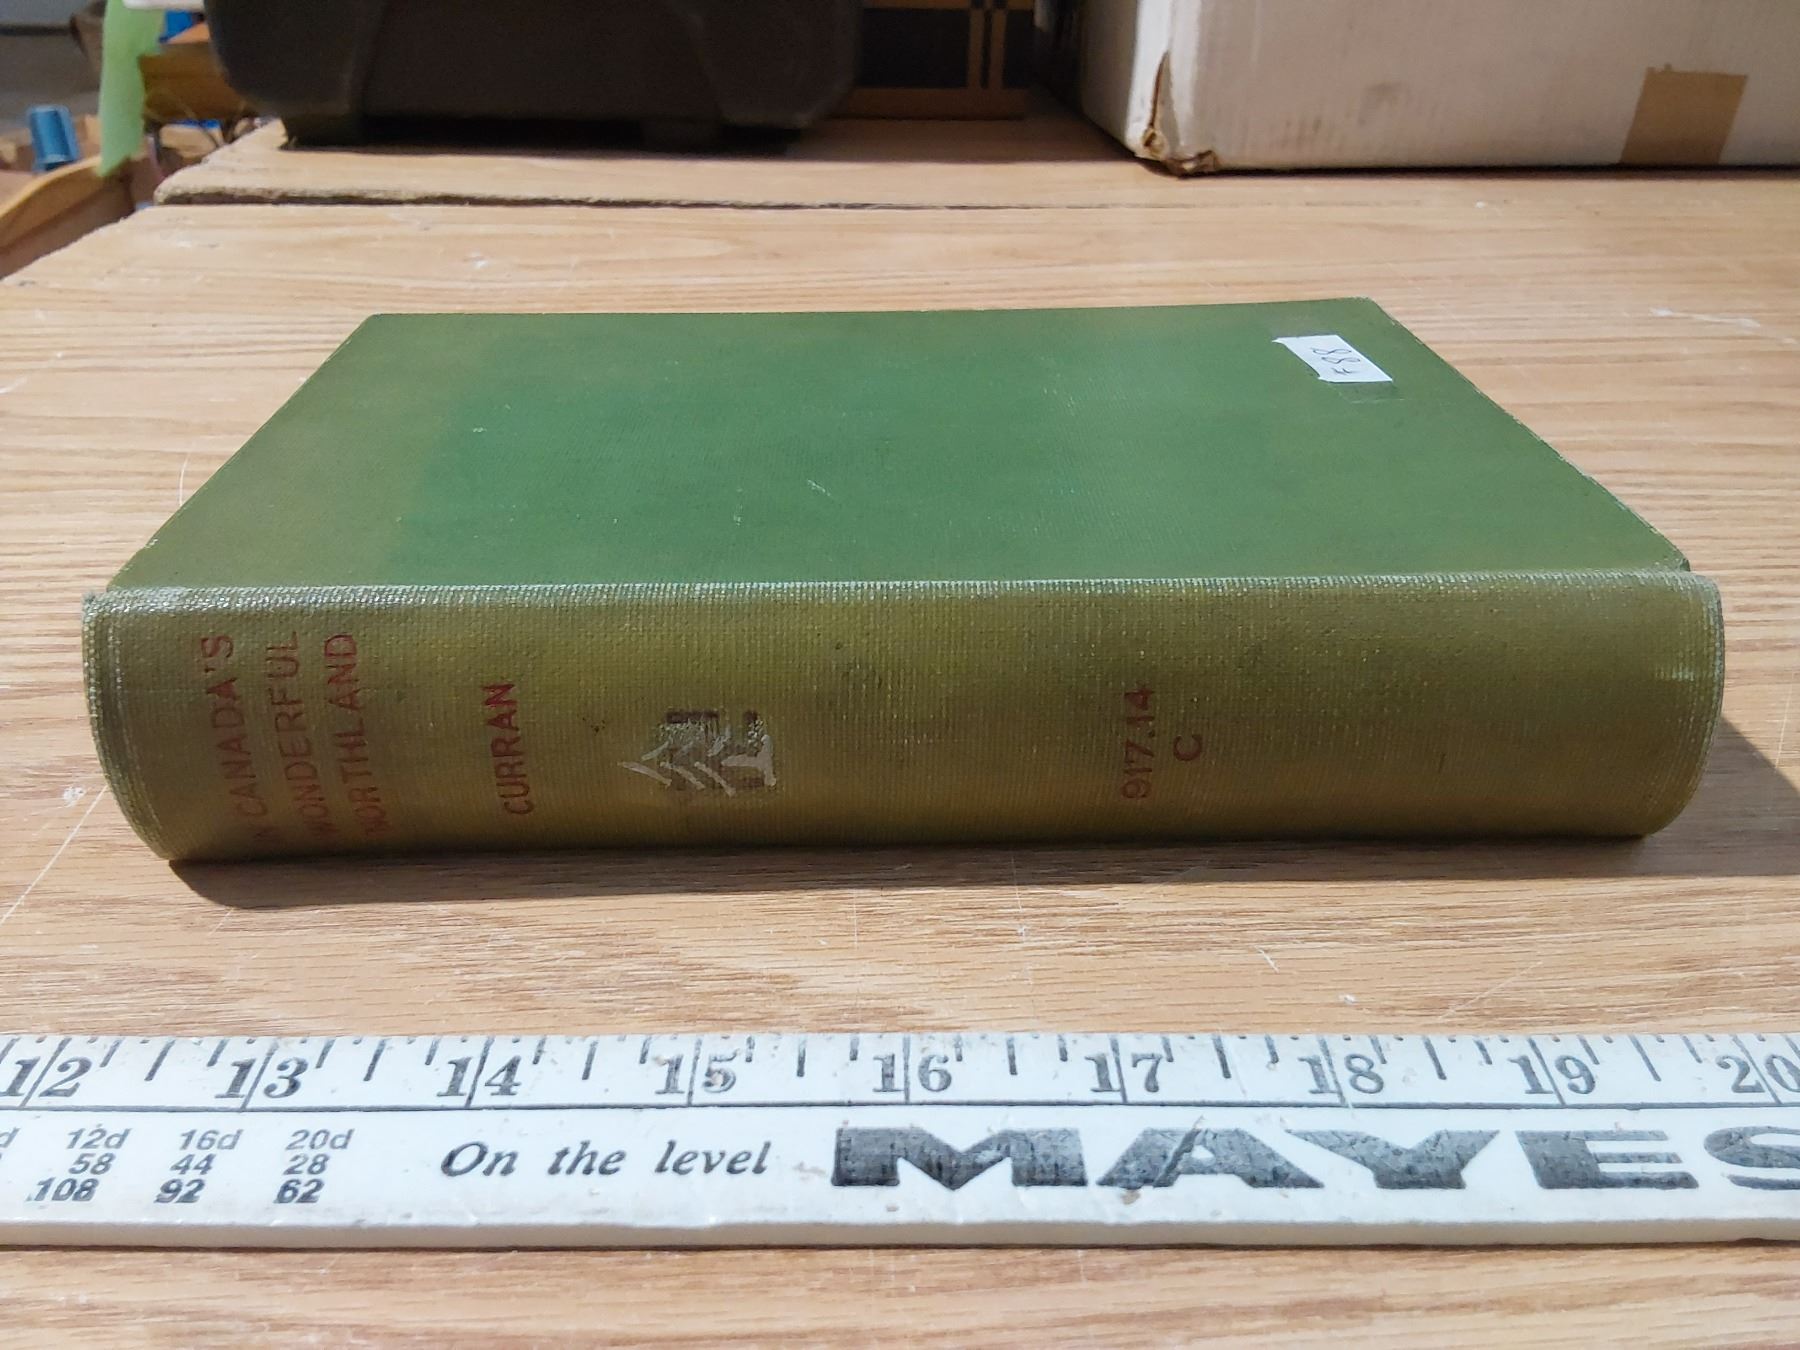 N CANADA'S
WONDERFUL
NORTHLAND
CURRAN
917.14
C
12 13 14 15 16 17 18 19 20
d 12d 16d 20d
58 44 28
108 92 62
On the level
MAYES